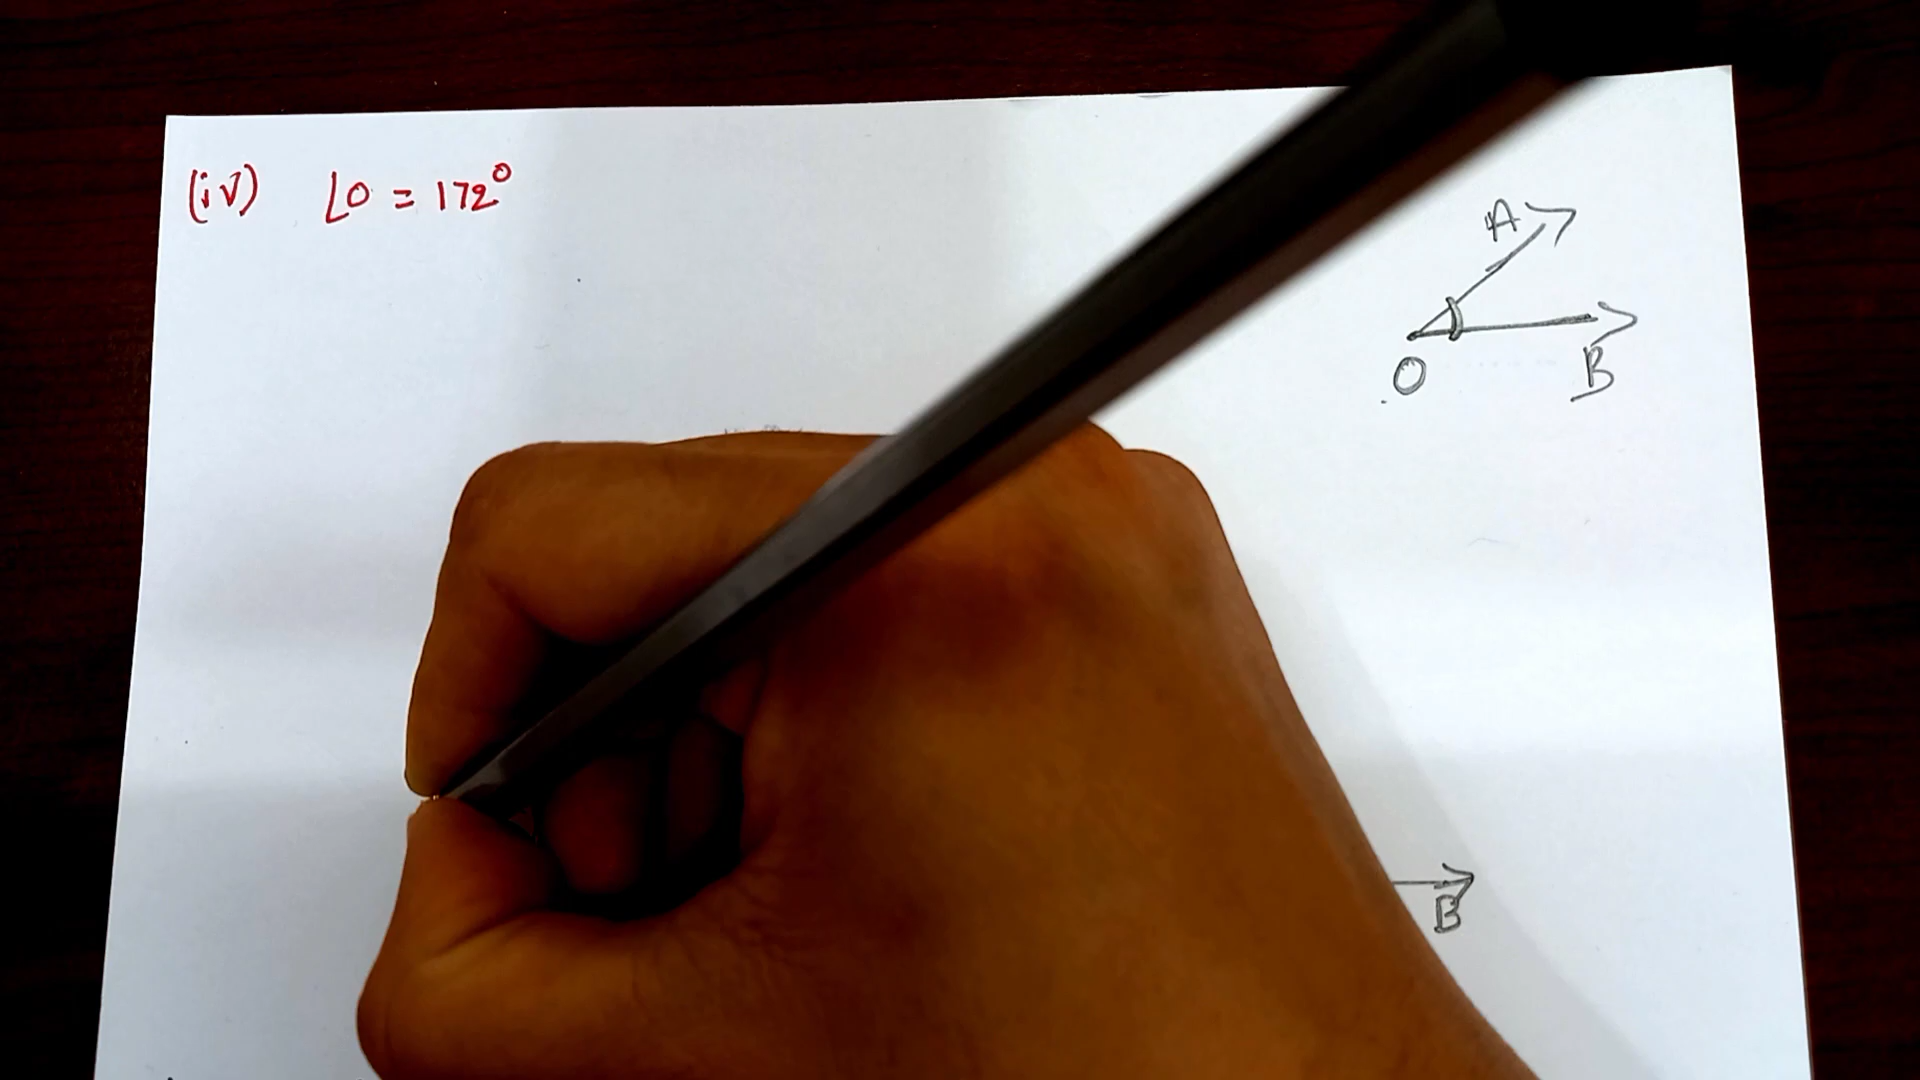 (iv) ∠O = 172°
A
O B
B